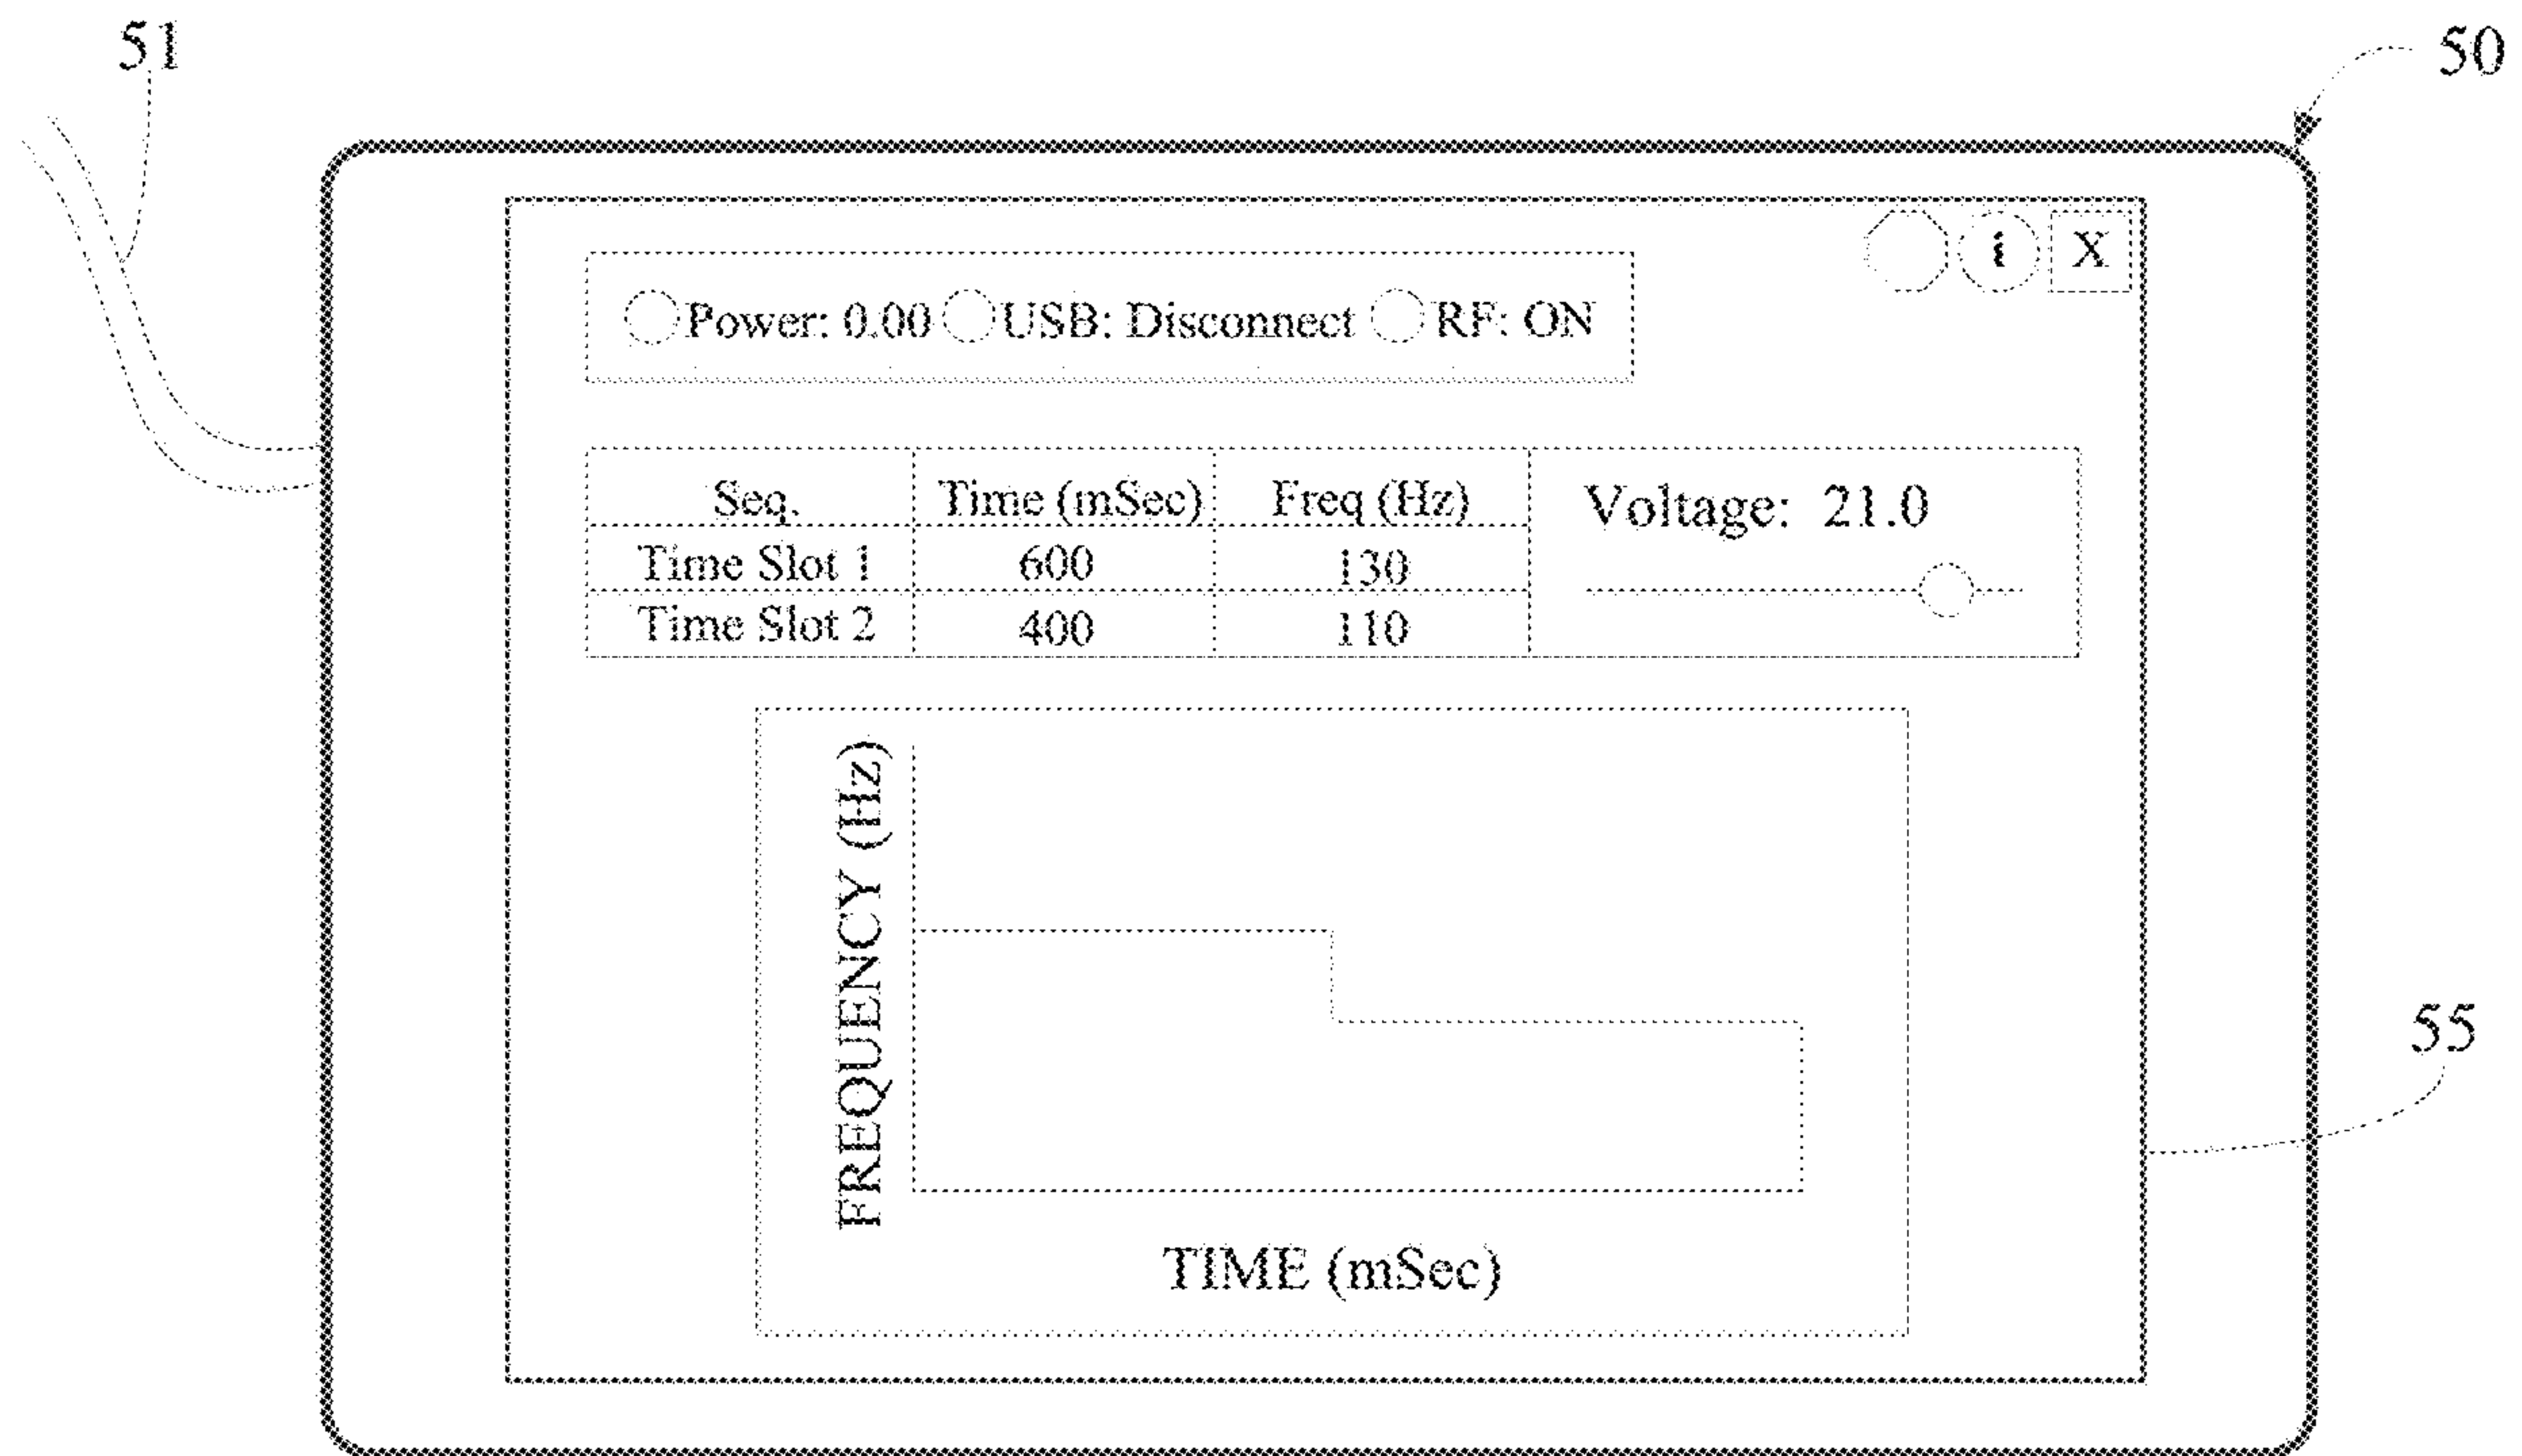 51
50
i X
Power: 0.00 USB: Disconnect RF: ON
Seq. Time (mSec) Freq (Hz) Voltage: 21.0
Time Slot 1 600 130
Time Slot 2 400 110
FREQUENCY (Hz)
55
TIME (mSec)